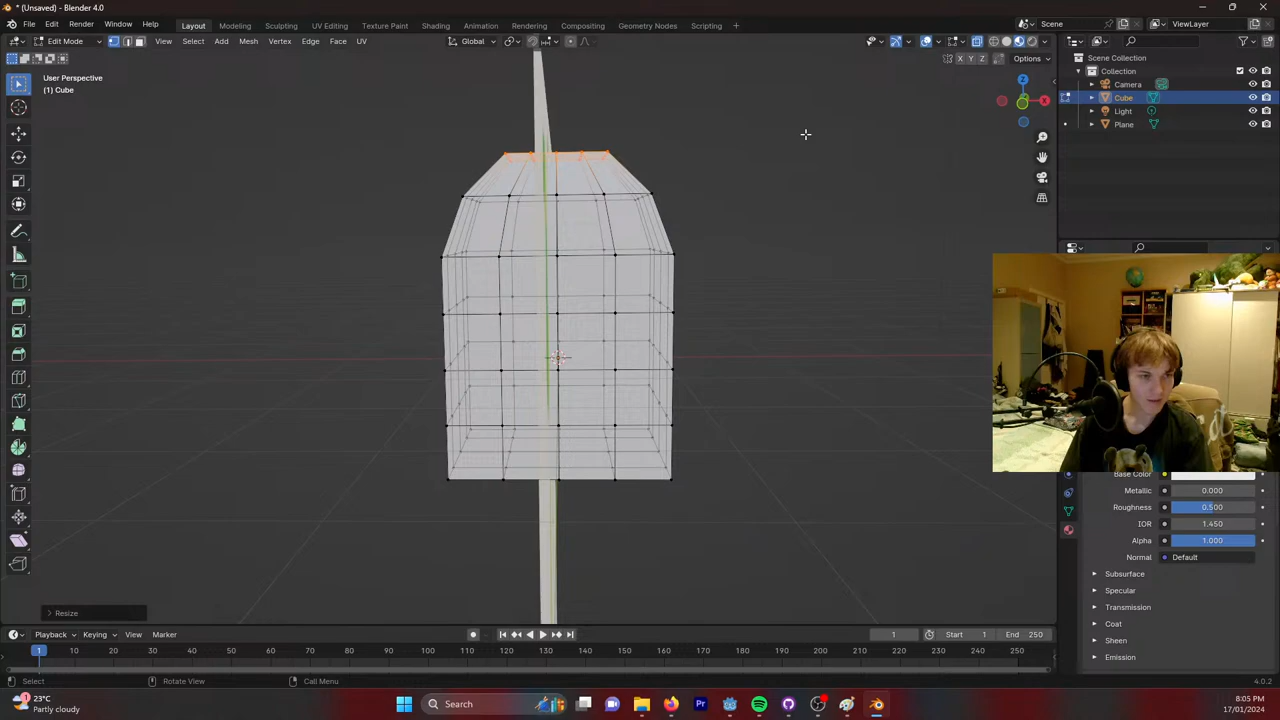 * (Unsaved) - Blender 4.0
File Edit Render Window Help Layout Modeling Sculpting UV Editing Texture Paint Shading Animation Rendering Compositing Geometry Nodes Scripting + Scene ViewLayer
Edit Mode View Select Add Mesh Vertex Edge Face UV Global
X Y Z Options
User Perspective
(1) Cube
Z
X
Scene Collection
Collection
Camera
Cube
Light
Plane
Base Color
Metallic 0.000
Roughness 0.500
IOR 1.450
Alpha 1.000
Normal Default
Subsurface
Specular
Transmission
Coat
Sheen
Emission
> Resize
Playback Keying View Marker 1 Start 1 End 250
1 10 20 30 40 50 60 70 80 90 100 110 120 130 140 150 160 170 180 190 200 210 220 230 240 250
Select Rotate View Call Menu 4.0.2
23°C
Partly cloudy
Search
8:05 PM
17/01/2024